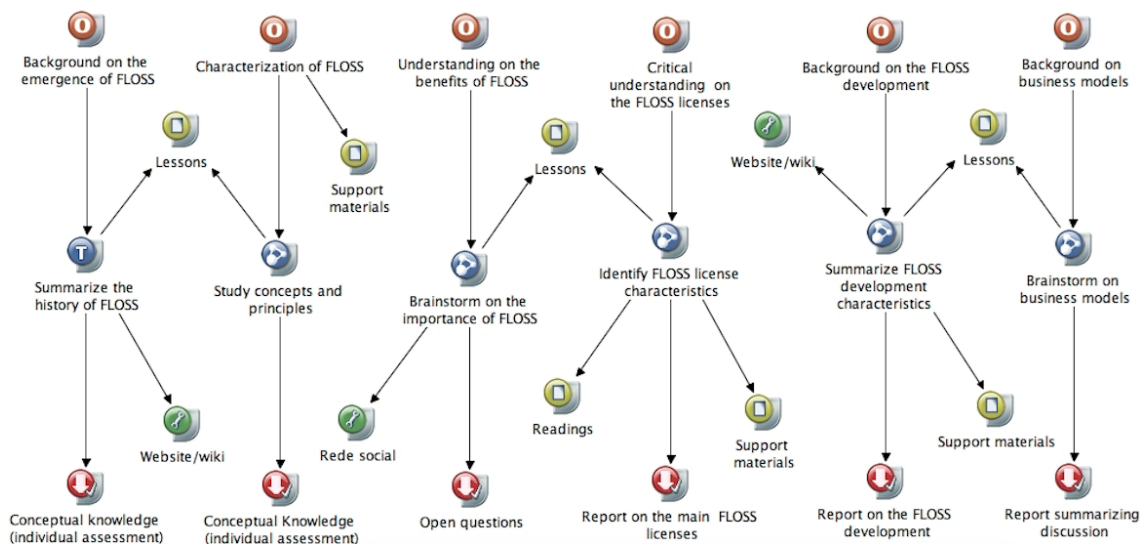 Background on the
emergence of FLOSS
Characterization of FLOSS
Understanding on the
benefits of FLOSS
Critical
understanding on
the FLOSS licenses
Background on the FLOSS
development
Background on
business models
Lessons
Support
materials
Lessons
Website/wiki
Lessons
T
Summarize the
history of FLOSS
Study concepts and
principles
Brainstorm on the
importance of FLOSS
Identify FLOSS license
characteristics
Summarize FLOSS
development
characteristics
Brainstorm on
business models
Website/wiki
Rede social
Readings
Support
materials
Support materials
Conceptual knowledge
(individual assessment)
Conceptual Knowledge
(individual assessment)
Open questions
Report on the main FLOSS
licenses
Report on the FLOSS
development
Report summarizing
discussion